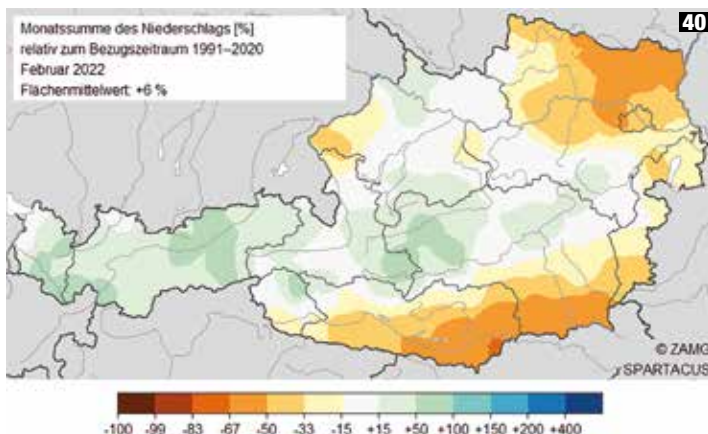 Monatssumme des Niederschlags [%]
relativ zum Bezugszeitraum 1991–2020
Februar 2022
Flächenmittelwert: +6 %
40
© ZAMG
SPARTACUS
-100 -99 -83 -67 -50 -33 -15 +15 +50 +100 +150 +200 +400